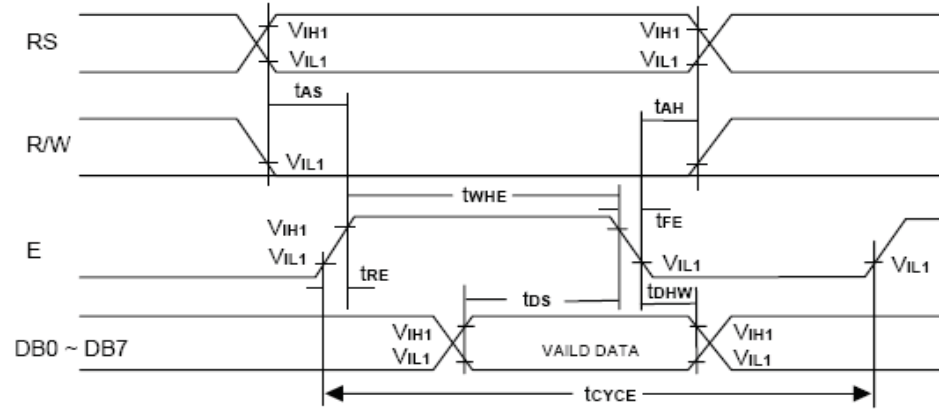 RS
VIH1
VIL1
VIH1
VIL1
tAS
tAH
R/W
VIL1
tWHE
E
VIH1
VIL1
tFE
VIL1
VIL1
tRE
tDS
tDHW
DB0 ~ DB7
VIH1
VIL1
VAILD DATA
VIH1
VIL1
tCYCE